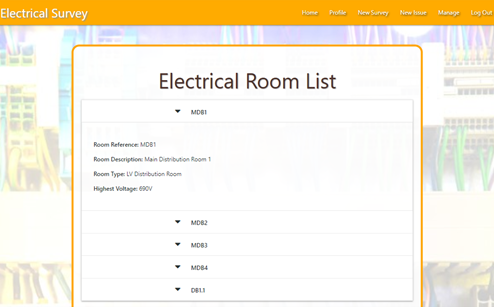 Electrical Survey
Home Profile New Survey New Issue Manage Log Out
Electrical Room List
MDB1
Room Reference: MDB1
Room Description: Main Distribution Room 1
Room Type: LV Distribution Room
Highest Voltage: 690V
MDB2
MDB3
MDB4
DB1.1